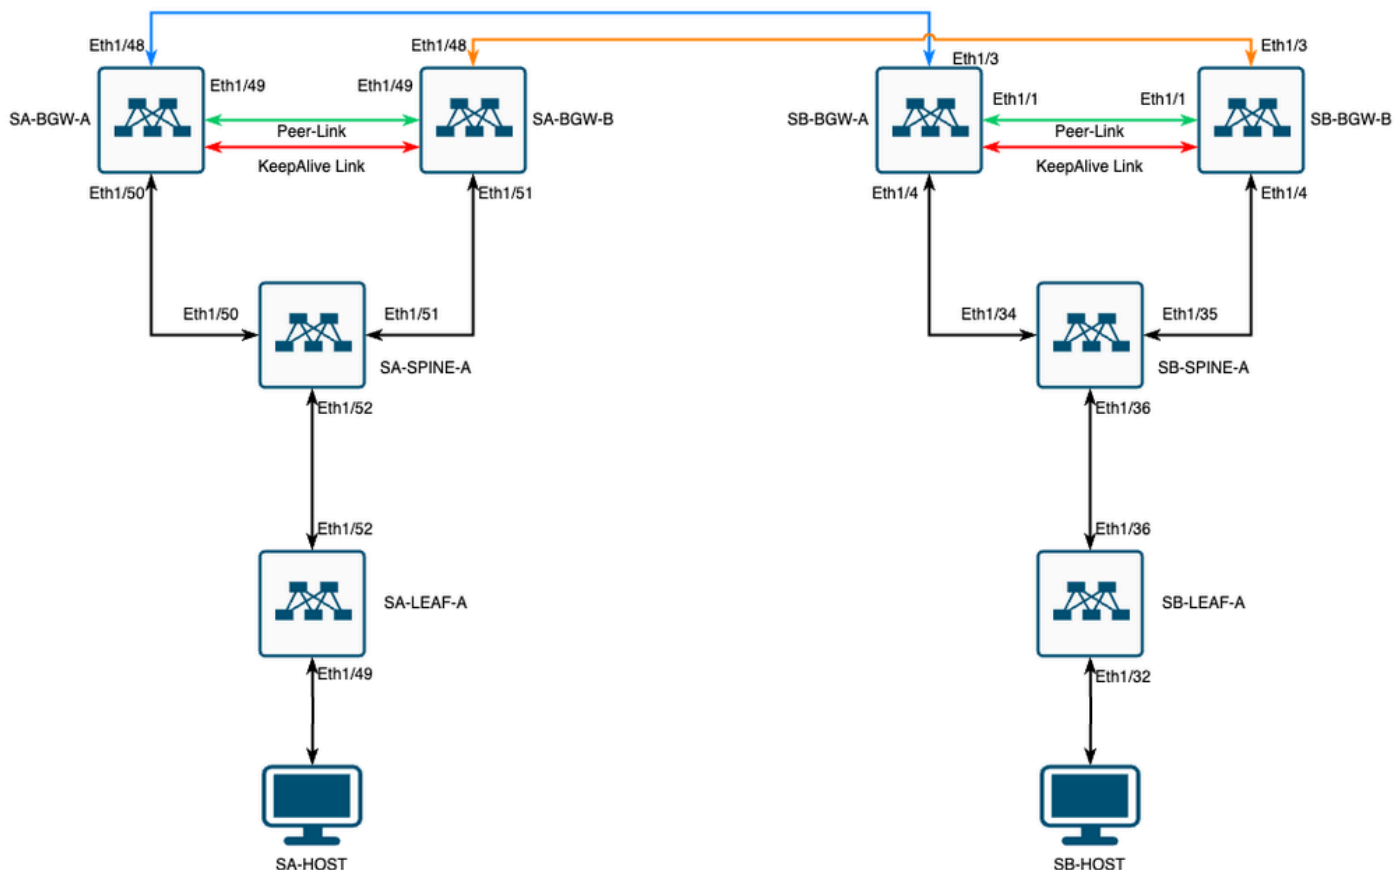 Eth1/48
Eth1/48
Eth1/3
Eth1/3
Eth1/49
Eth1/49
Eth1/1
Eth1/1
SA-BGW-A
Peer-Link
SA-BGW-B
SB-BGW-A
Peer-Link
SB-BGW-B
KeepAlive Link
KeepAlive Link
Eth1/50
Eth1/51
Eth1/4
Eth1/4
Eth1/50
Eth1/51
Eth1/34
Eth1/35
SA-SPINE-A
SB-SPINE-A
Eth1/52
Eth1/36
Eth1/52
Eth1/36
SA-LEAF-A
SB-LEAF-A
Eth1/49
Eth1/32
SA-HOST
SB-HOST